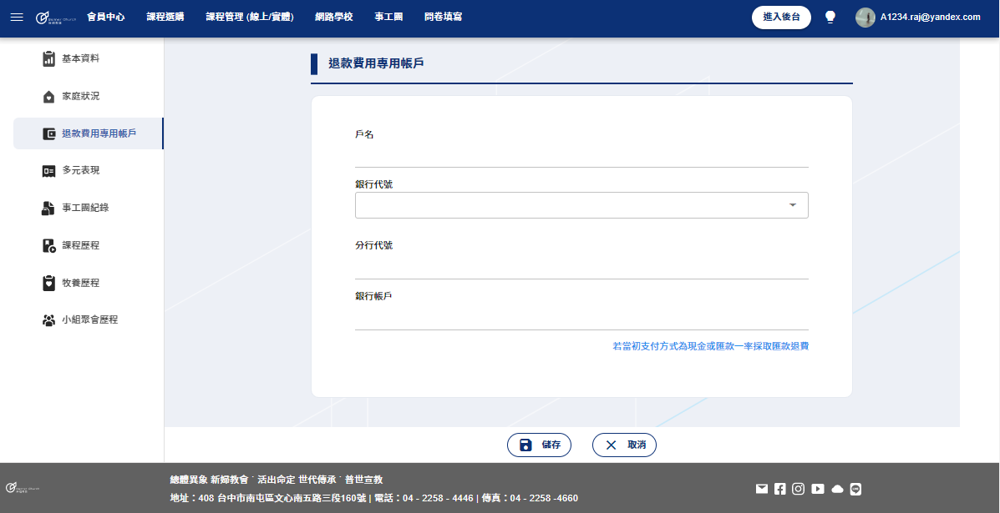 會員中心 課程選購 課程管理 (線上/實體) 網路學校 事工團 問卷填寫 進入後台 A1234.raj@yandex.com
基本資料
家庭狀況
退款費用專用帳戶
多元表現
事工團紀錄
課程歷程
牧養歷程
小組聚會歷程
退款費用專用帳戶
戶名
銀行代號
分行代號
銀行帳戶
若當初支付方式為現金或匯款一率採取匯款退費
儲存 取消
總體異象 新婦教會˙活出命定 世代傳承˙普世宣教
地址：408 台中市南屯區文心南五路三段160號 | 電話：04 - 2258 - 4446 | 傳真：04 - 2258 -4660